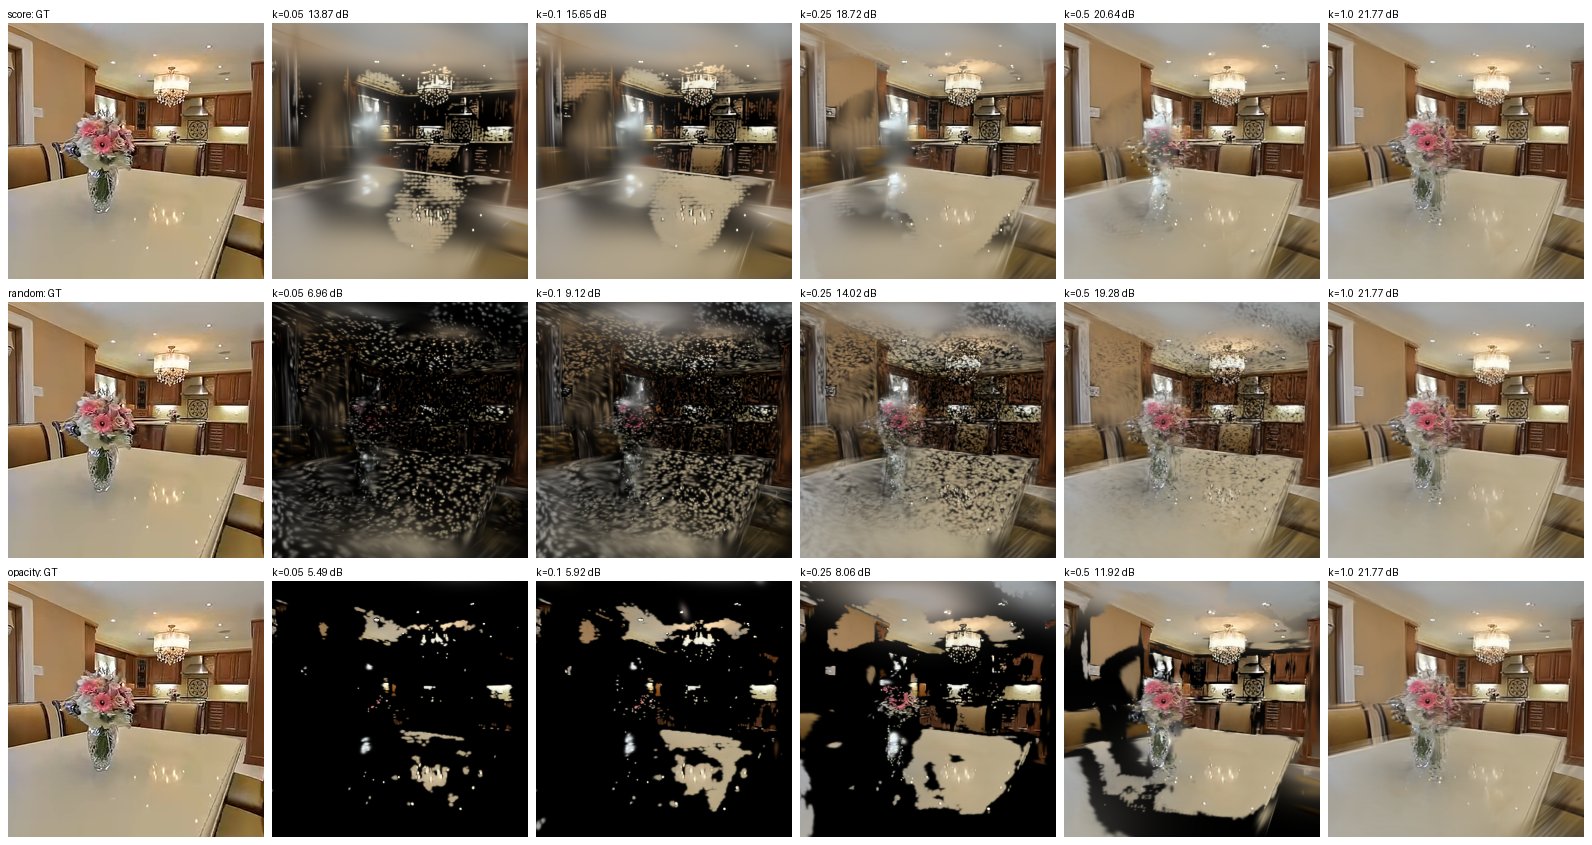 score: GT
k=0.05 13.87 dB
k=0.1 15.65 dB
k=0.25 18.72 dB
k=0.5 20.64 dB
k=1.0 21.77 dB
random: GT
k=0.05 6.96 dB
k=0.1 9.12 dB
k=0.25 14.02 dB
k=0.5 19.28 dB
k=1.0 21.77 dB
opacity: GT
k=0.05 5.49 dB
k=0.1 5.92 dB
k=0.25 8.06 dB
k=0.5 11.92 dB
k=1.0 21.77 dB